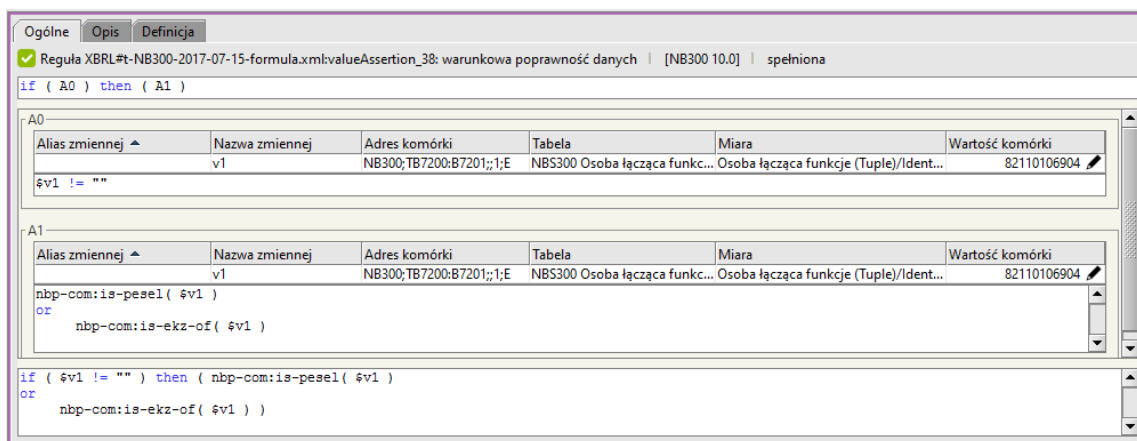 Ogólne Opis Definicja
Reguła XBRL#t-NB300-2017-07-15-formula.xml:valueAssertion_38: warunkowa poprawność danych | [NB300 10.0] | spełniona
if ( A0 ) then ( A1 )
A0
Alias zmiennej Nazwa zmiennej Adres komórki Tabela Miara Wartość komórki
v1 NB300;TB7200:B7201;;1;E NBS300 Osoba łącząca funkc... Osoba łącząca funkcje (Tuple)/Ident... 82110106904
$v1 != ""
A1
Alias zmiennej Nazwa zmiennej Adres komórki Tabela Miara Wartość komórki
v1 NB300;TB7200:B7201;;1;E NBS300 Osoba łącząca funkc... Osoba łącząca funkcje (Tuple)/Ident... 82110106904
nbp-com:is-pesel( $v1 )
or
nbp-com:is-ekz-of( $v1 )
if ( $v1 != "" ) then ( nbp-com:is-pesel( $v1 )
or
nbp-com:is-ekz-of( $v1 ) )